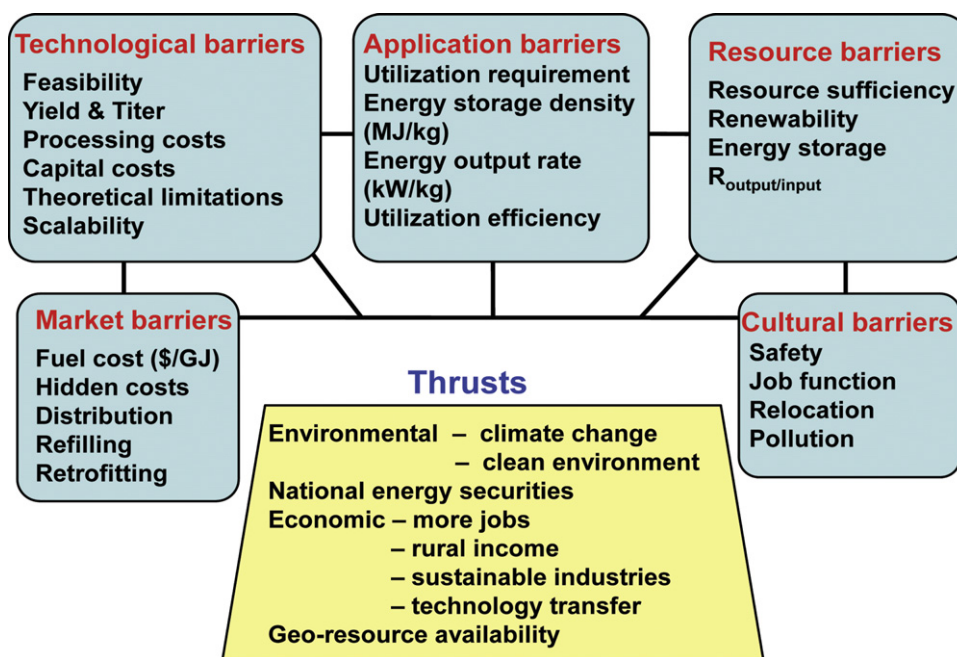 Technological barriers
Feasibility
Yield & Titer
Processing costs
Capital costs
Theoretical limitations
Scalability
Application barriers
Utilization requirement
Energy storage density
(MJ/kg)
Energy output rate
(kW/kg)
Utilization efficiency
Resource barriers
Resource sufficiency
Renewability
Energy storage
Routput/input
Market barriers
Fuel cost ($/GJ)
Hidden costs
Distribution
Refilling
Retrofitting
Cultural barriers
Safety
Job function
Relocation
Pollution
Thrusts
Environmental – climate change
– clean environment
National energy securities
Economic – more jobs
– rural income
– sustainable industries
– technology transfer
Geo-resource availability